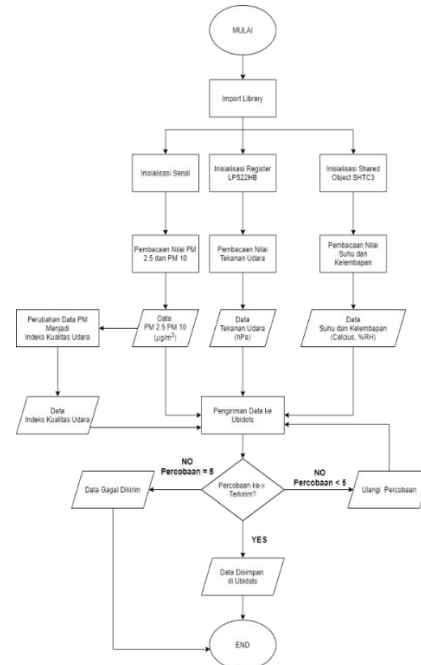 MULAI
Import Library
Inisialisasi Serial
Inisialisasi Register
LPS22HB
Inisialisasi Shared
Object SHTC3
Pembacaan Nilai PM
2.5 dan PM 10
Pembacaan Nilai
Tekanan Udara
Pembacaan Nilai
Suhu dan
Kelembapan
Perubahan Data PM
Menjadi
Indeks Kualitas Udara
Data
PM 2.5 PM 10
(µg/m³)
Data
Tekanan Udara
(hPa)
Data
Suhu dan Kelembapan
(Celcius, %RH)
Data
Indeks Kualitas Udara
Pengiriman Data ke
Ubidots
NO
Percobaan = 5
NO
Percobaan < 5
Data Gagal Dikirim
Percobaan ke-x
Terkirim?
Ulangi Percobaan
YES
Data Disimpan
di Ubidots
END